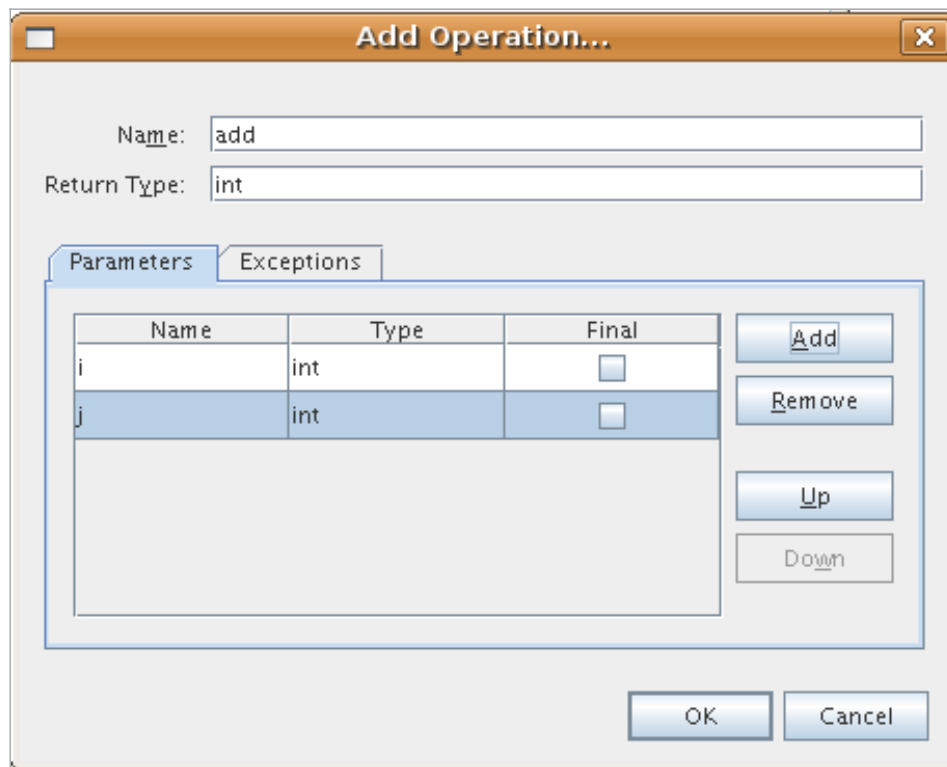 Add Operation...
Name: add
Return Type: int
Parameters Exceptions
Name Type Final
i int
j int
Add
Remove
Up
Down
OK Cancel